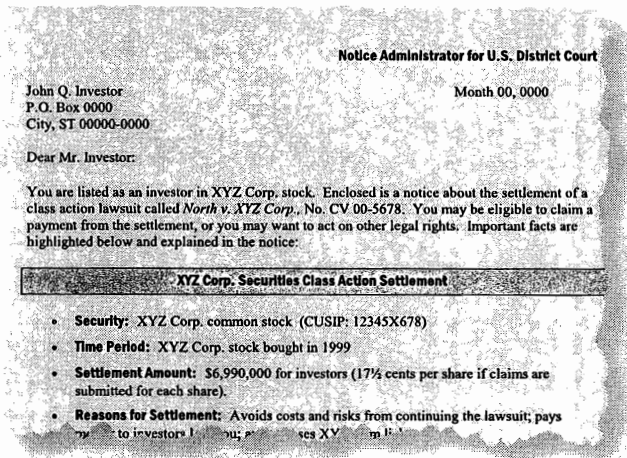 Notice Administrator for U.S. District Court
John Q. Investor
Month 00, 0000
P.O. Box 0000
City, ST 00000-0000
Dear Mr. Investor:
You are listed as an investor in XYZ Corp. stock. Enclosed is a notice about the settlement of a
class action lawsuit called North v. XYZ Corp., No. CV 00-5678. You may be eligible to claim a
payment from the settlement, or you may want to act on other legal rights. Important facts are
highlighted below and explained in the notice:
XYZ Corp. Securities Class Action Settlement
• Security: XYZ Corp. common stock (CUSIP: 12345X678)
• Time Period: XYZ Corp. stock bought in 1999
• Settlement Amount: $6,990,000 for investors (17½ cents per share if claims are
submitted for each share).
• Reasons for Settlement: Avoids costs and risks from continuing the lawsuit; pays
to investors